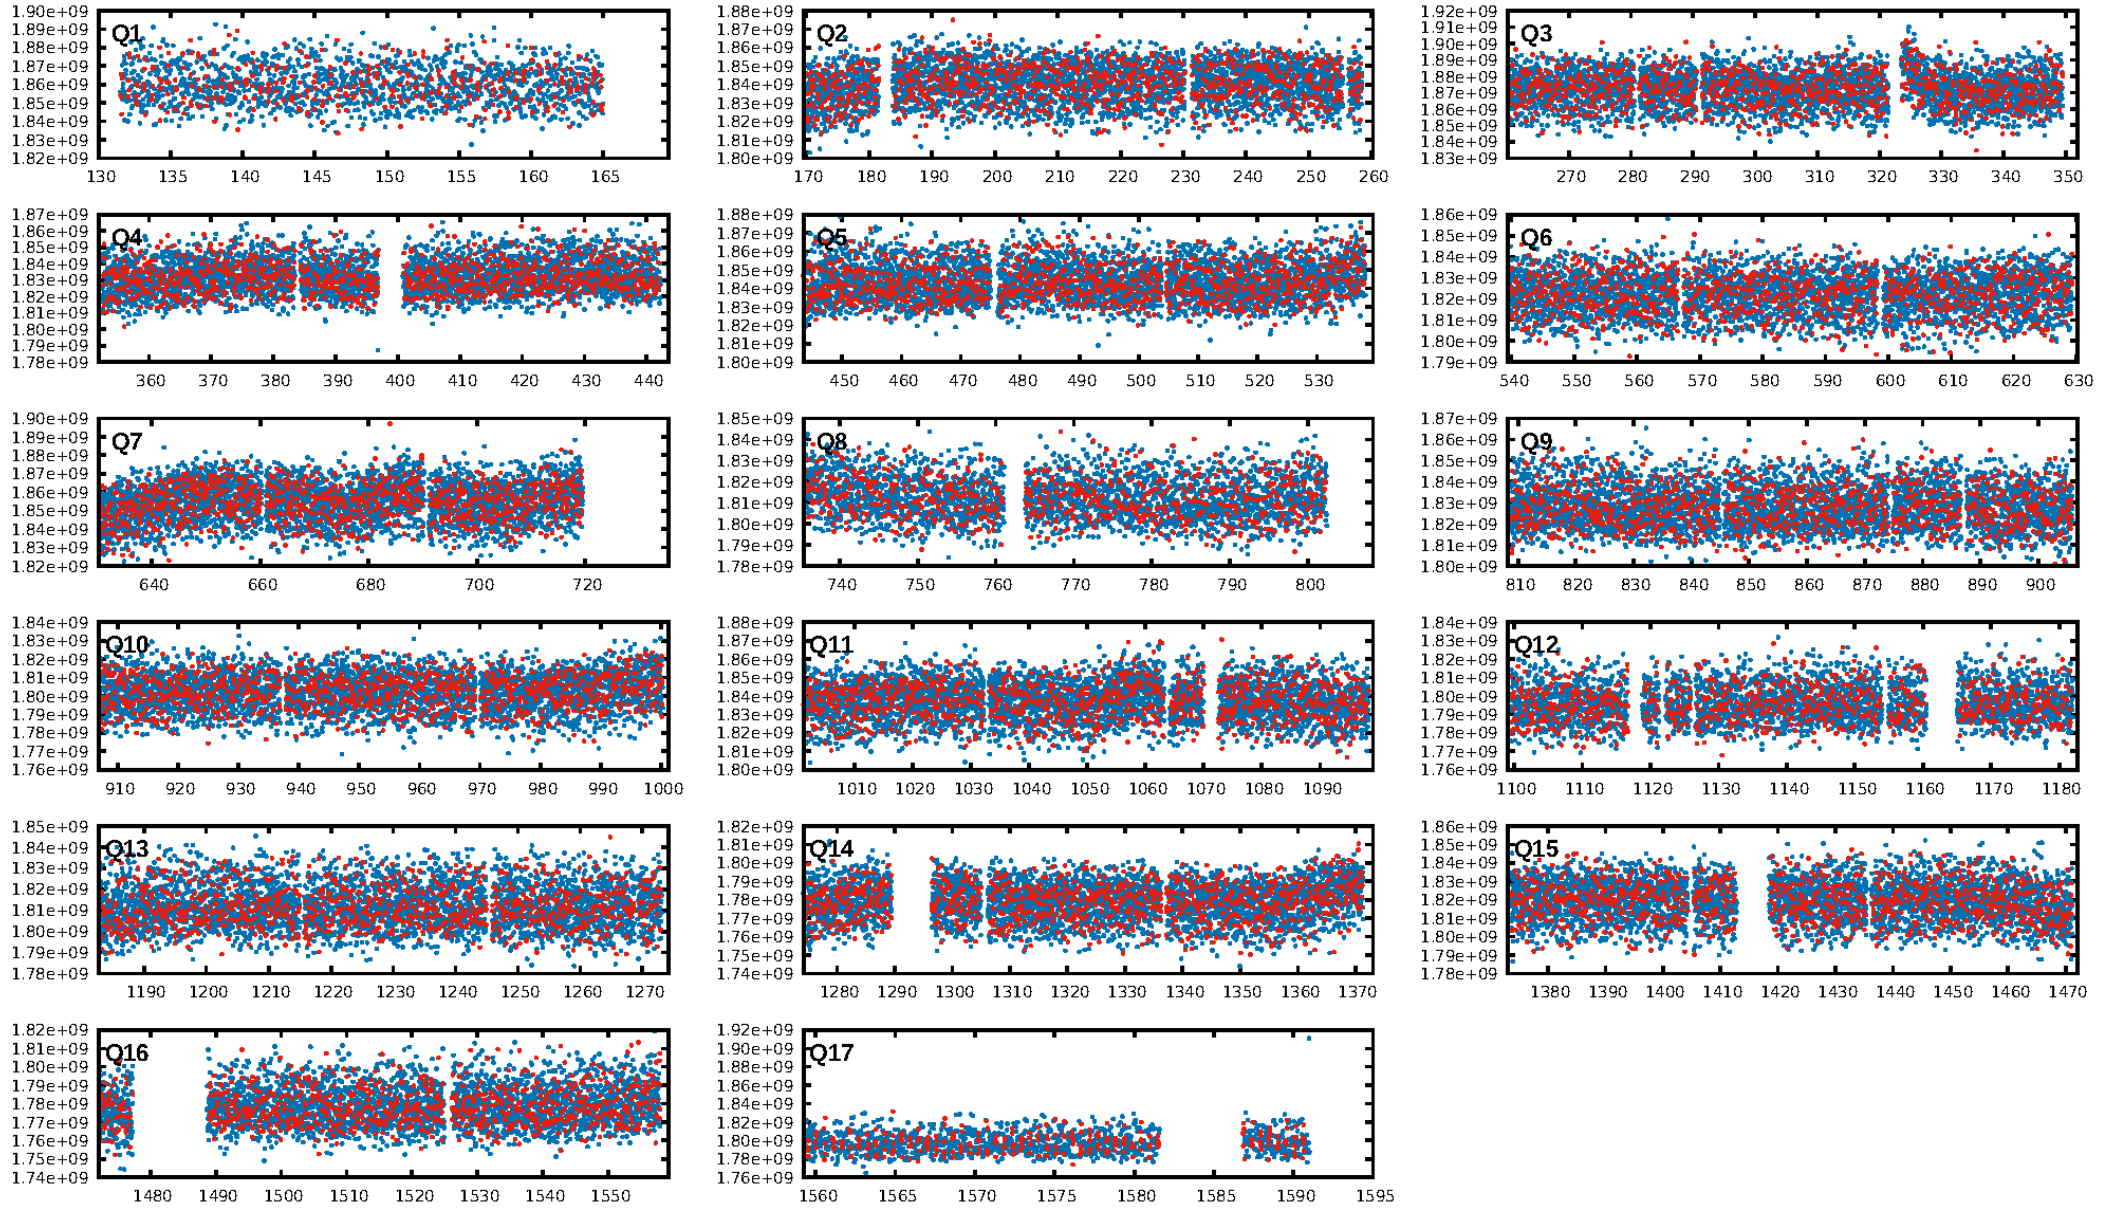 1.90e+09
Q1
1.89e+09
1.88e+09
1.87e+09
1.86e+09
1.85e+09
1.84e+09
1.83e+09
1.82e+09
130 135 140 145 150 155 160 165
1.88e+09
Q2
1.87e+09
1.86e+09
1.85e+09
1.84e+09
1.83e+09
1.82e+09
1.81e+09
1.80e+09
170 180 190 200 210 220 230 240 250 260
1.92e+09
1.91e+09
Q3
1.90e+09
1.89e+09
1.88e+09
1.87e+09
1.86e+09
1.85e+09
1.84e+09
1.83e+09
270 280 290 300 310 320 330 340 350
1.87e+09
1.86e+09
Q4
1.85e+09
1.84e+09
1.83e+09
1.82e+09
1.81e+09
1.80e+09
1.79e+09
1.78e+09
360 370 380 390 400 410 420 430 440
1.88e+09
1.87e+09
Q5
1.86e+09
1.85e+09
1.84e+09
1.83e+09
1.82e+09
1.81e+09
1.80e+09
450 460 470 480 490 500 510 520 530
1.86e+09
1.85e+09
Q6
1.84e+09
1.83e+09
1.82e+09
1.81e+09
1.80e+09
1.79e+09
540 550 560 570 580 590 600 610 620 630
1.90e+09
1.89e+09
Q7
1.88e+09
1.87e+09
1.86e+09
1.85e+09
1.84e+09
1.83e+09
1.82e+09
640 660 680 700 720
1.85e+09
1.84e+09
Q8
1.83e+09
1.82e+09
1.81e+09
1.80e+09
1.79e+09
1.78e+09
740 750 760 770 780 790 800
1.87e+09
1.86e+09
Q9
1.85e+09
1.84e+09
1.83e+09
1.82e+09
1.81e+09
1.80e+09
810 820 830 840 850 860 870 880 890 900
1.84e+09
1.83e+09
Q10
1.82e+09
1.81e+09
1.80e+09
1.79e+09
1.78e+09
1.77e+09
1.76e+09
910 920 930 940 950 960 970 980 990 1000
1.88e+09
1.87e+09
Q11
1.86e+09
1.85e+09
1.84e+09
1.83e+09
1.82e+09
1.81e+09
1.80e+09
1010 1020 1030 1040 1050 1060 1070 1080 1090
1.84e+09
1.83e+09
Q12
1.82e+09
1.81e+09
1.80e+09
1.79e+09
1.78e+09
1.77e+09
1.76e+09
1100 1110 1120 1130 1140 1150 1160 1170 1180
1.85e+09
1.84e+09
Q13
1.83e+09
1.82e+09
1.81e+09
1.80e+09
1.79e+09
1.78e+09
1190 1200 1210 1220 1230 1240 1250 1260 1270
1.82e+09
1.81e+09
Q14
1.80e+09
1.79e+09
1.78e+09
1.77e+09
1.76e+09
1.75e+09
1.74e+09
1280 1290 1300 1310 1320 1330 1340 1350 1360 1370
1.86e+09
1.85e+09
Q15
1.84e+09
1.83e+09
1.82e+09
1.81e+09
1.80e+09
1.79e+09
1.78e+09
1380 1390 1400 1410 1420 1430 1440 1450 1460 1470
1.82e+09
1.81e+09
Q16
1.80e+09
1.79e+09
1.78e+09
1.77e+09
1.76e+09
1.75e+09
1.74e+09
1480 1490 1500 1510 1520 1530 1540 1550
1.92e+09
1.90e+09
Q17
1.88e+09
1.86e+09
1.84e+09
1.82e+09
1.80e+09
1.78e+09
1.76e+09
1560 1565 1570 1575 1580 1585 1590 1595